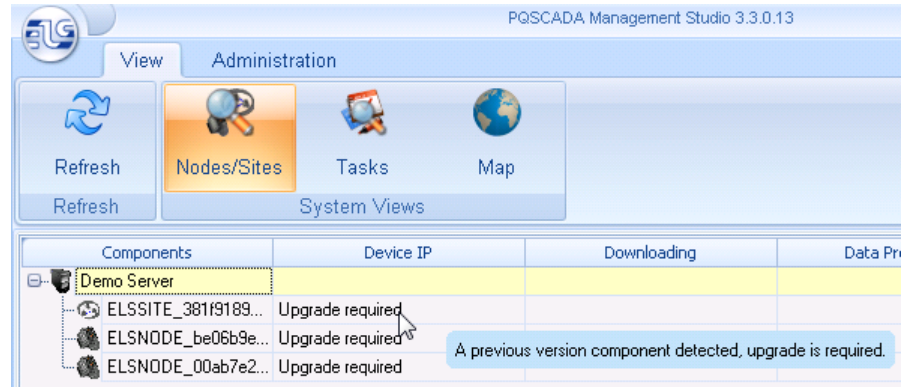 ELS
PQSCADA Management Studio 3.3.0.13
View Administration
Refresh Nodes/Sites Tasks Map
Refresh System Views
Components Device IP Downloading Data Pr
Demo Server
ELSSITE_381f9189... Upgrade required
ELSNODE_be06b9e... Upgrade required
A previous version component detected, upgrade is required.
ELSNODE_00ab7e2... Upgrade required